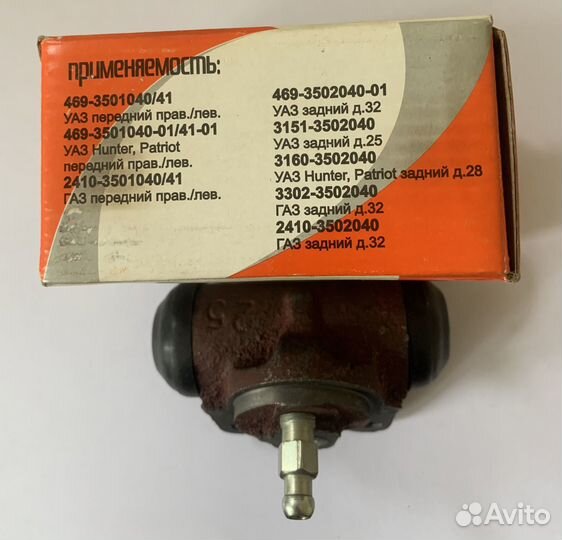 применяемость:
469-3501040/41
УАЗ передний прав./лев.
469-3501040-01/41-01
УАЗ Hunter, Patriot
передний прав./лев.
2410-3501040/41
ГАЗ передний прав./лев.
469-3502040-01
УАЗ задний д.32
3151-3502040
УАЗ задний д.25
3160-3502040
УАЗ Hunter, Patriot задний д.28
3302-3502040
ГАЗ задний д.32
2410-3502040
ГАЗ задний д.32
25
Avito